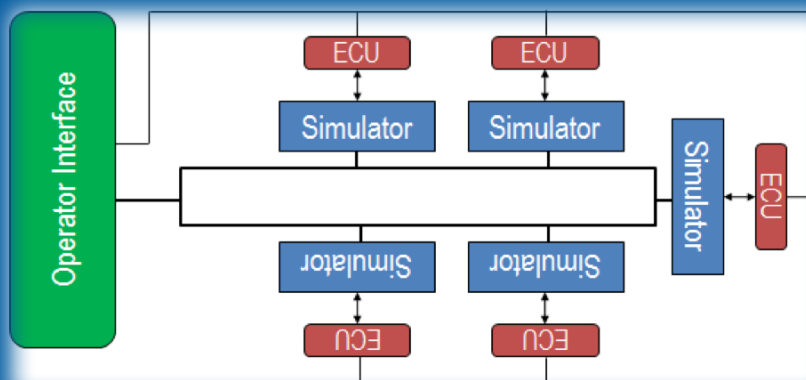 Operator Interface
ECU
ECU
Simulator
Simulator
Simulator
ECU
Simulator
Simulator
ECU
ECU